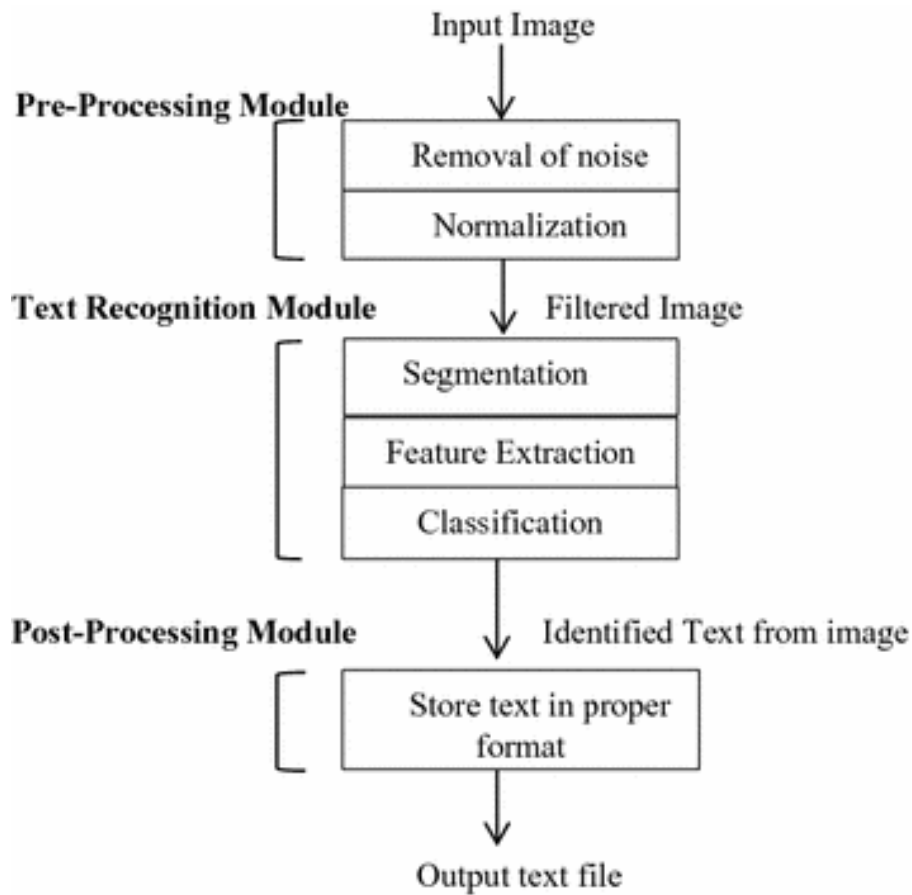 Input Image
Pre-Processing Module
Removal of noise
Normalization
Text Recognition Module
Filtered Image
Segmentation
Feature Extraction
Classification
Post-Processing Module
Identified Text from image
Store text in proper
format
Output text file